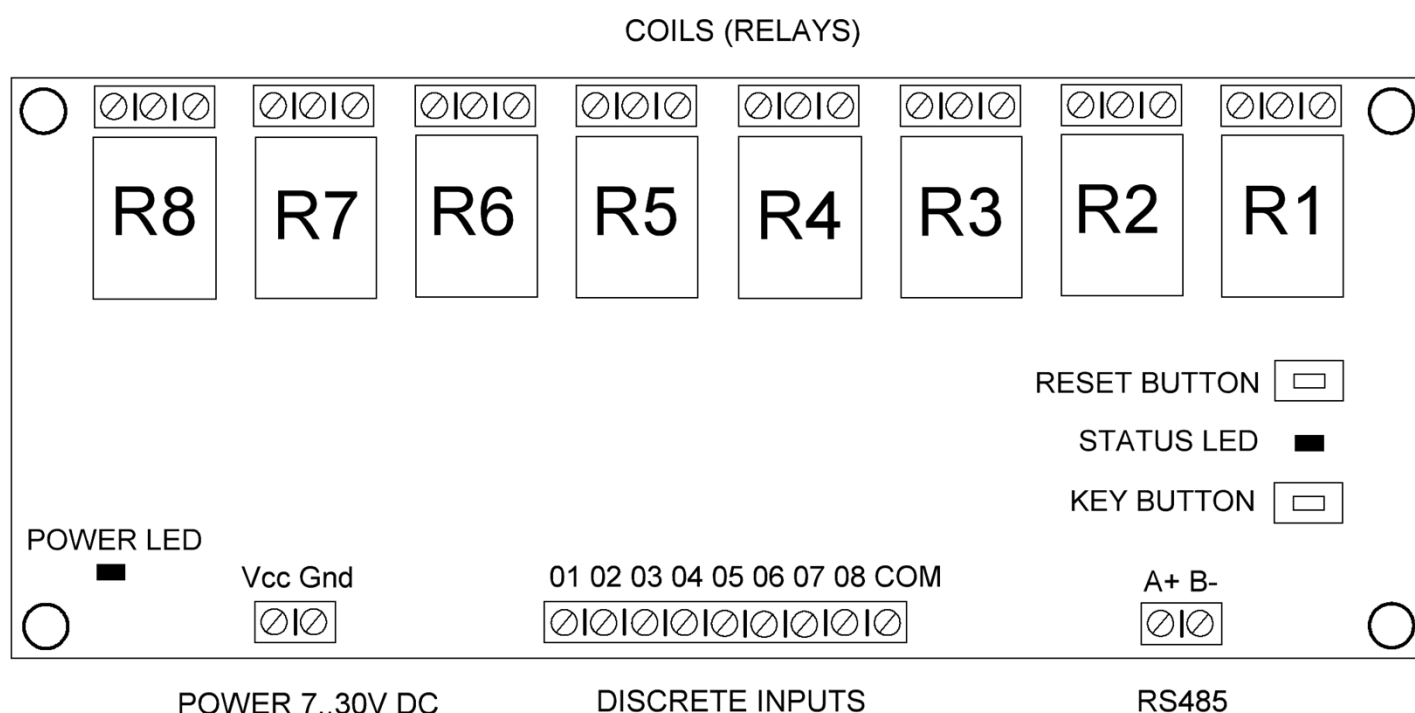 COILS (RELAYS)
R8 R7 R6 R5 R4 R3 R2 R1
RESET BUTTON
STATUS LED
KEY BUTTON
POWER LED
Vcc Gnd
01 02 03 04 05 06 07 08 COM
A+ B-
POWER 7..30V DC
DISCRETE INPUTS
RS485